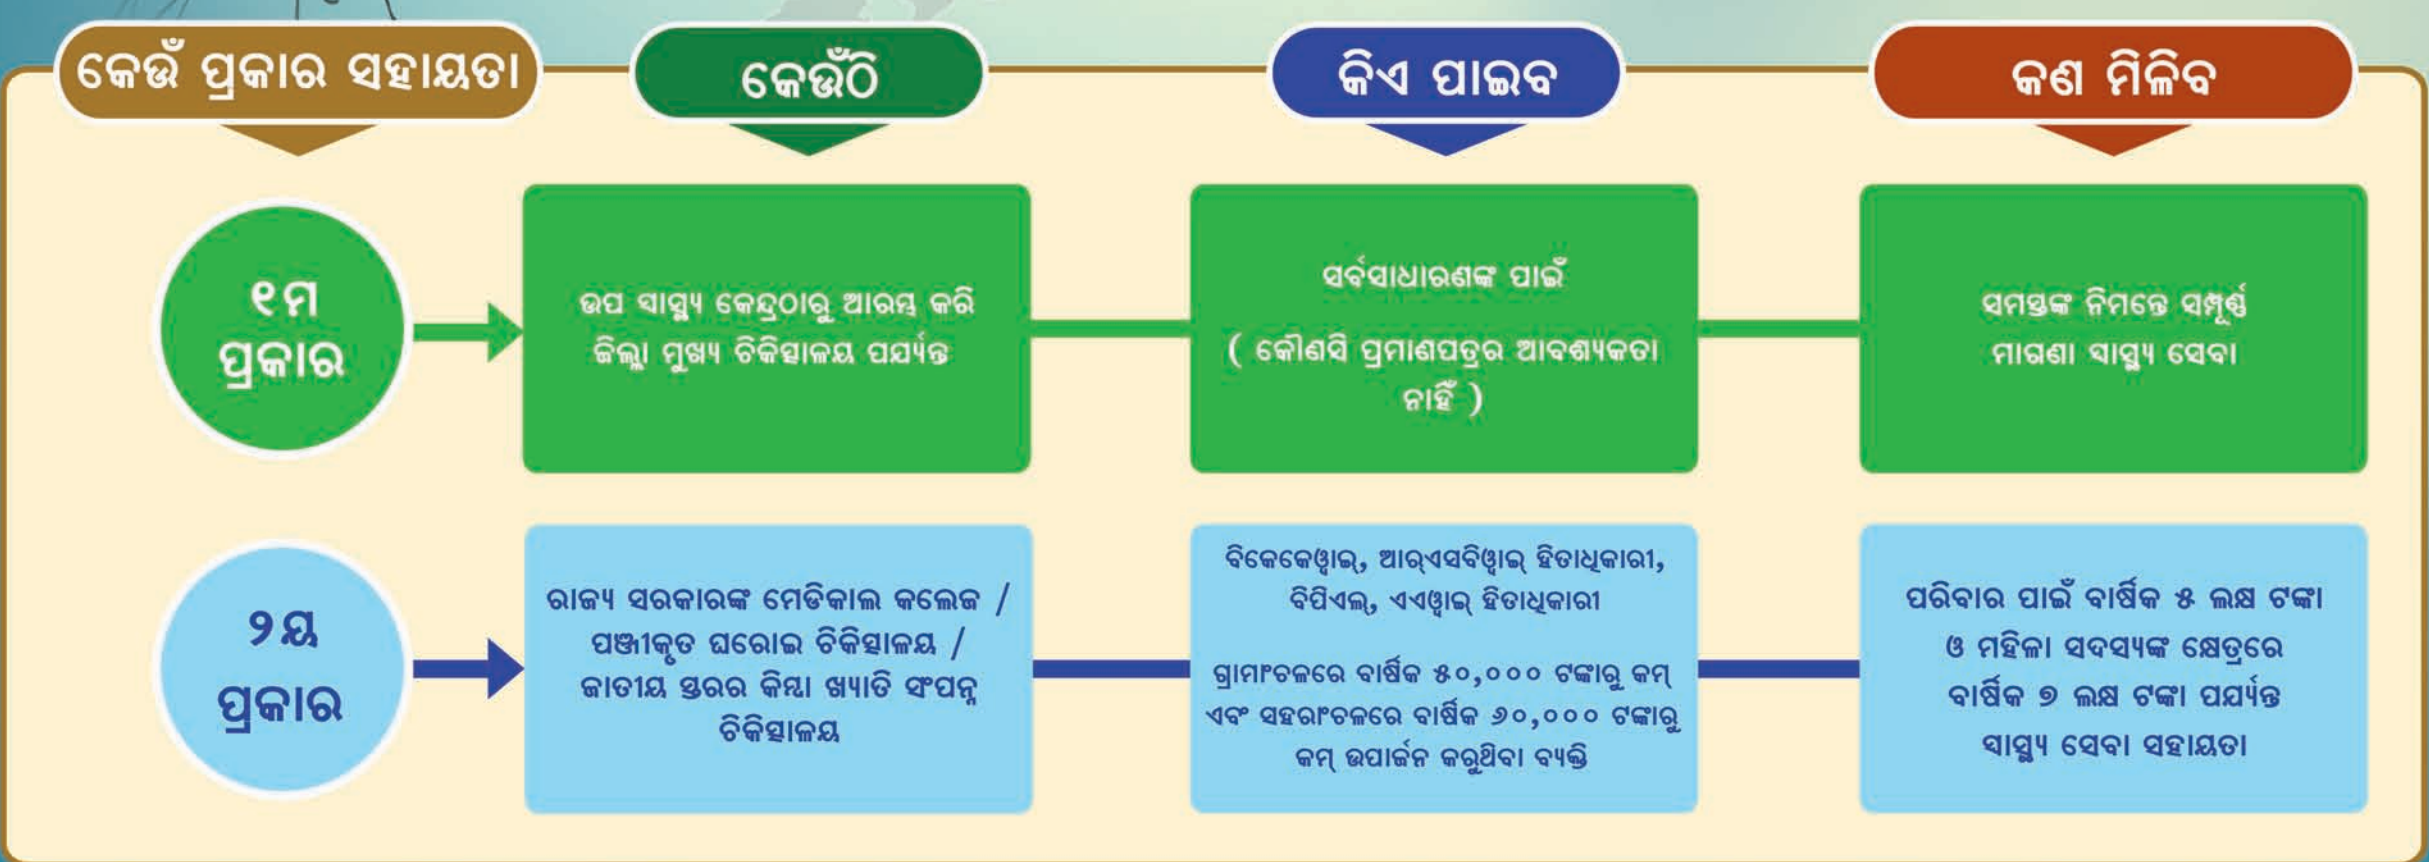 କେଉଁ ପ୍ରକାର ସହାୟତା
କେଉଁଠି
କିଏ ପାଇବ
କଣ ମିଳିବ
୧ମ
ପ୍ରକାର
ଉପ ସାସ୍ଥ୍ୟ କେନ୍ଦ୍ରଠାରୁ ଆରମ୍ଭ କରି
ଜିଲ୍ଲା ମୁଖ୍ୟ ଚିକିତ୍ସାଳୟ ପର୍ଯ୍ୟନ୍ତ
ସର୍ବସାଧାରଣଙ୍କ ପାଇଁ
( କୌଣସି ପ୍ରମାଣପତ୍ରର ଆବଶ୍ୟକତା
ନାହିଁ )
ସମସ୍ତଙ୍କ ନିମନ୍ତେ ସମ୍ପୂର୍ଣ୍ଣ
ମାଗଣା ସାସ୍ଥ୍ୟ ସେବା
୨ୟ
ପ୍ରକାର
ରାଜ୍ୟ ସରକାରଙ୍କ ମେଡିକାଲ କଲେଜ /
ପଞ୍ଜୀକୃତ ଘରୋଇ ଚିକିତ୍ସାଳୟ /
ଜାତୀୟ ସ୍ତରର କିମ୍ବା ଖ୍ୟାତି ସଂପନ୍ନ
ଚିକିତ୍ସାଳୟ
ବିକେକେୱାଇ, ଆର୍ଏସବିୱାଇ୍ ହିତାଧିକାରୀ,
ବିପିଏଲ୍, ଏଏୱାଇ୍ ହିତାଧିକାରୀ
ଗ୍ରାମାଂଚଳରେ ବାର୍ଷିକ ୫୦,୦୦୦ ଟଙ୍କାରୁ କମ୍
ଏବଂ ସହରାଂଚଳରେ ବାର୍ଷିକ ୬୦,୦୦୦ ଟଙ୍କାରୁ
କମ୍ ଉପାର୍ଜନ କରୁଥିବା ବ୍ୟକ୍ତି
ପରିବାର ପାଇଁ ବାର୍ଷିକ ୫ ଲକ୍ଷ ଟଙ୍କା
ଓ ମହିଳା ସଦସ୍ୟଙ୍କ କ୍ଷେତ୍ରରେ
ବାର୍ଷିକ ୭ ଲକ୍ଷ ଟଙ୍କା ପର୍ଯ୍ୟନ୍ତ
ସାସ୍ଥ୍ୟ ସେବା ସହାୟତା